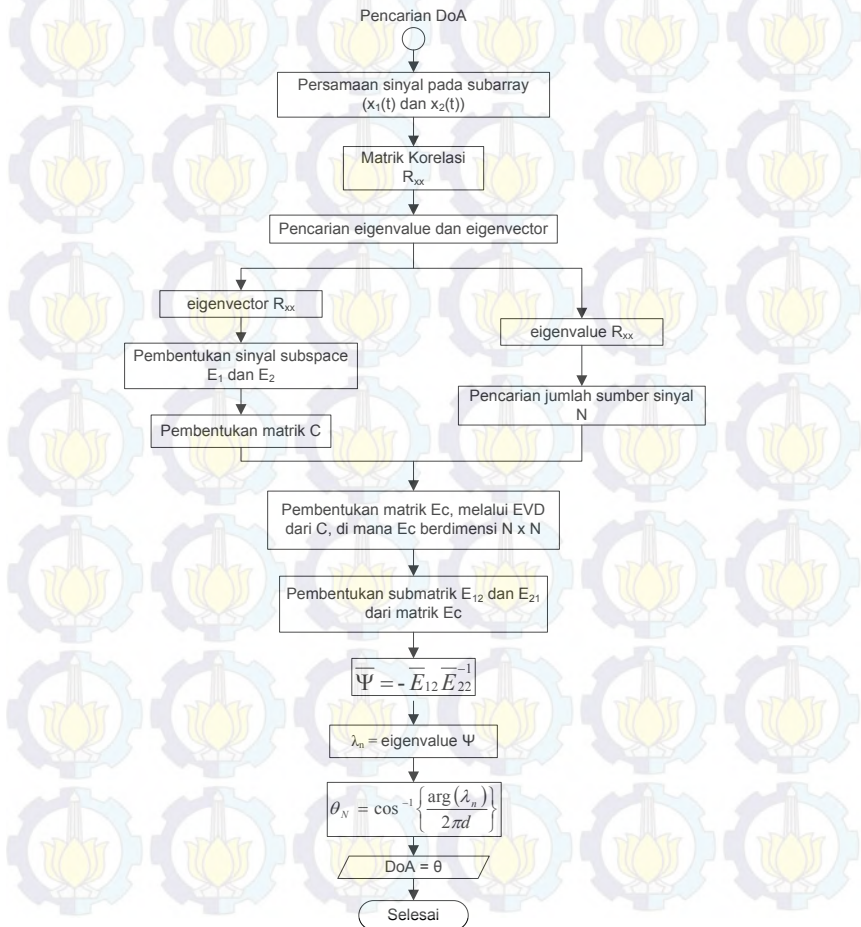 Pencarian DoA
Persamaan sinyal pada subarray
(x₁(t) dan x₂(t))
Matrik Korelasi
Rₓₓ
Pencarian eigenvalue dan eigenvector
eigenvector Rₓₓ
Pembentukan sinyal subspace
E₁ dan E₂
Pembentukan matrik C
eigenvalue Rₓₓ
Pencarian jumlah sumber sinyal
N
Pembentukan matrik Ec, melalui EVD
dari C, di mana Ec berdimensi N x N
Pembentukan submatrik E₁₂ dan E₂₁
dari matrik Ec
Ψ̅ = - E̅₁₂ E̅₂₂⁻¹
λₙ = eigenvalue Ψ
θ_N = cos⁻¹{arg(λₙ)/2πd}
DoA = θ
Selesai